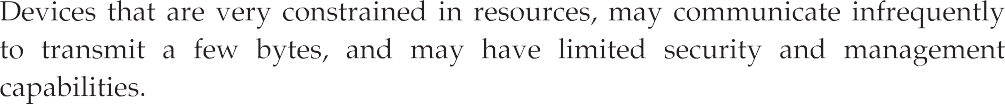 Devices that are very constrained in resources, may communicate infrequently
to transmit a few bytes, and may have limited security and management
capabilities.